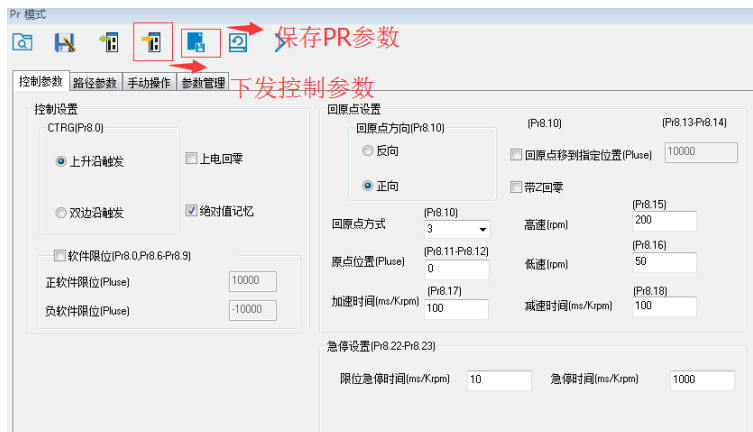 Pr 模式
保存PR参数
控制参数 路径参数 手动操作 参数管理 下发控制参数
控制设置
CTRG(Pr8.0)
上升沿触发
双边沿触发
上电回零
绝对值记忆
软件限位(Pr8.0,Pr8.6-Pr8.9)
正软件限位(Pluse) 10000
负软件限位(Pluse) -10000
回原点设置
回原点方向(Pr8.10)
反向
正向
(Pr8.10) (Pr8.13-Pr8.14)
回原点移到指定位置(Pluse) 10000
带Z回零
(Pr8.10)
回原点方式 3
(Pr8.15)
高速(rpm) 200
(Pr8.11-Pr8.12)
原点位置(Pluse) 0
(Pr8.16)
低速(rpm) 50
(Pr8.17)
加速时间(ms/Krpm) 100
(Pr8.18)
减速时间(ms/Krpm) 100
急停设置(Pr8.22-Pr8.23)
限位急停时间(ms/Krpm) 10 急停时间(ms/Krpm) 1000